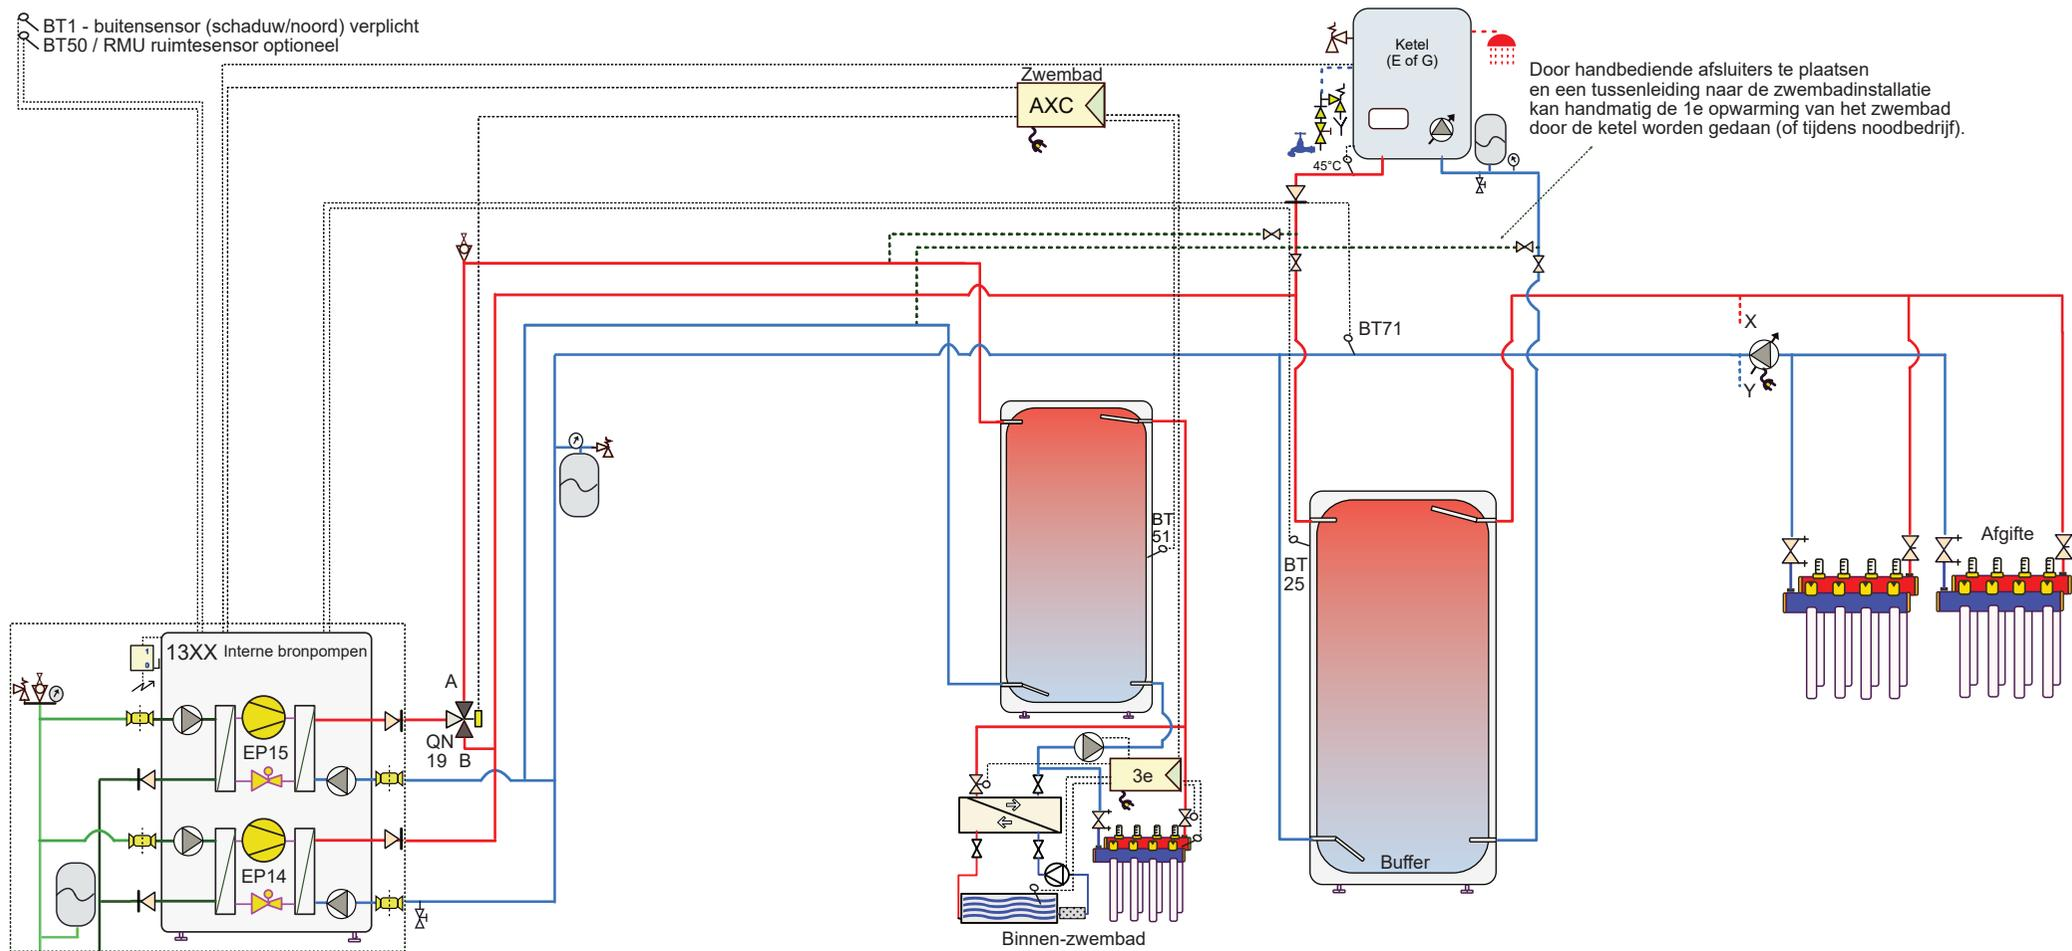 BT1 - buitensensor (schaduw/noord) verplicht
BT50 / RMU ruimtesensor optioneel
Zwembad
AXC
Ketel
(E of G)
45°C
Door handbediende afsluiters te plaatsen
en een tussenleiding naar de zwembadinstallatie
kan handmatig de 1e opwarming van het zwembad
door de ketel worden gedaan (of tijdens noodbedrijf).
X
BT71
Y
BT
51
BT
25
Afgifte
13XX Interne bronpompen
1
0
A
EP15
QN
19 B
3e
EP14
Buffer
Binnen-zwembad